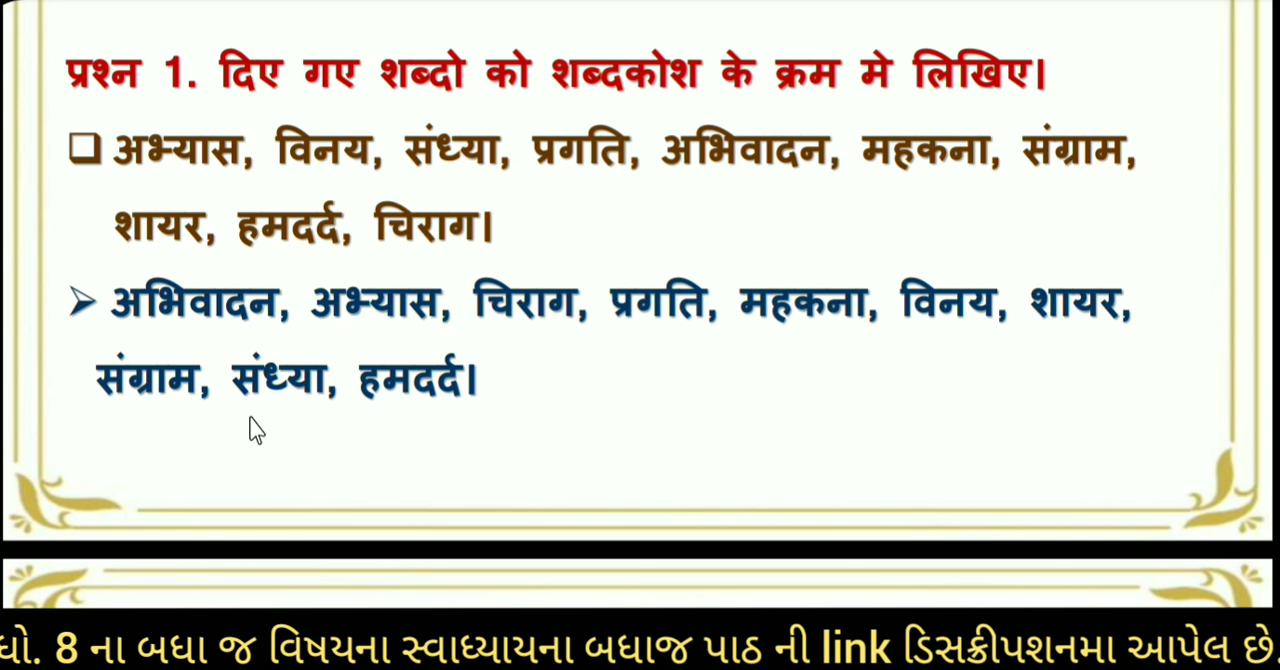 प्रश्न 1. दिए गए शब्दो को शब्दकोश के क्रम मे लिखिए।
अभ्यास, विनय, संध्या, प्रगति, अभिवादन, महकना, संग्राम,
शायर, हमदर्द, चिराग।
अभिवादन, अभ्यास, चिराग, प्रगति, महकना, विनय, शायर,
संग्राम, संध्या, हमदर्द।
ધો. 8 ના બધા જ વિષયના સ્વાધ્યાયના બધાજ પાઠ ની link ડિસક્રીપશનમા આપેલ છે.